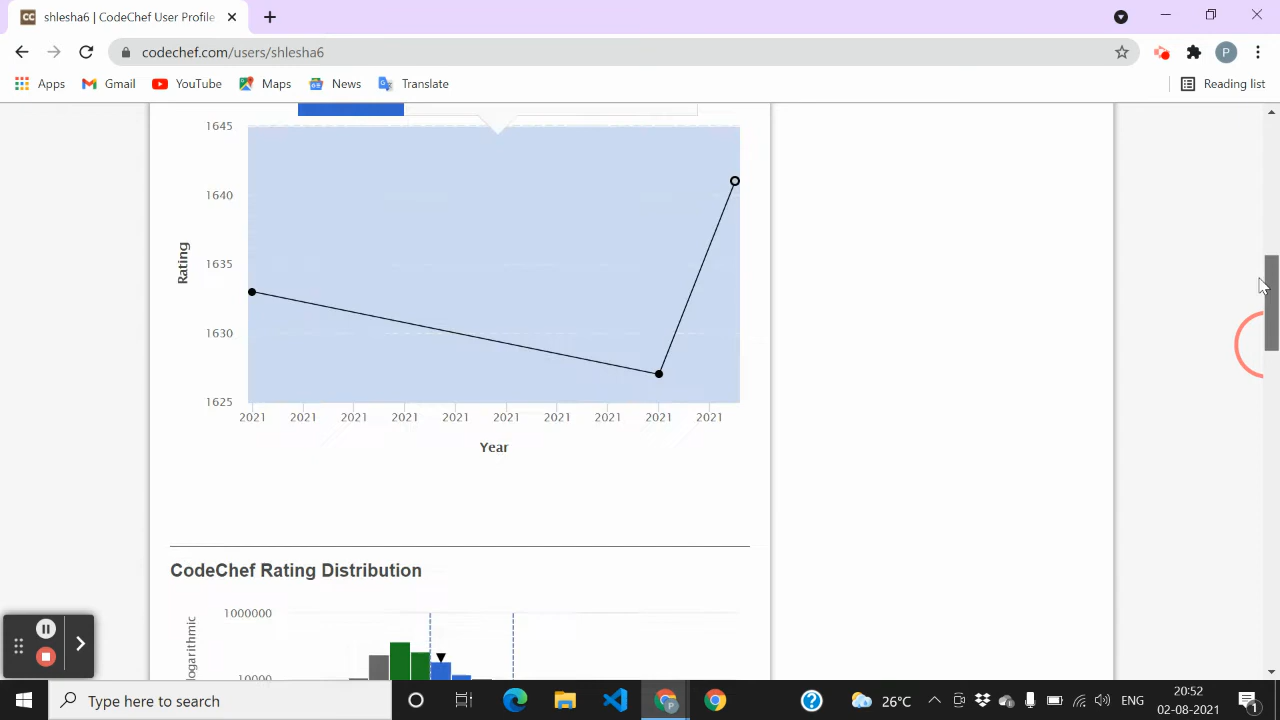 shlesha6 | CodeChef User Profile
codechef.com/users/shlesha6
P
Apps Gmail YouTube Maps News Translate Reading list
1645
1640
1635
1630
1625
Rating
2021 2021 2021 2021 2021 2021 2021 2021 2021 2021
Year
CodeChef Rating Distribution
1000000
10000
logarithmic
Type here to search
26°C
ENG
20:52
02-08-2021